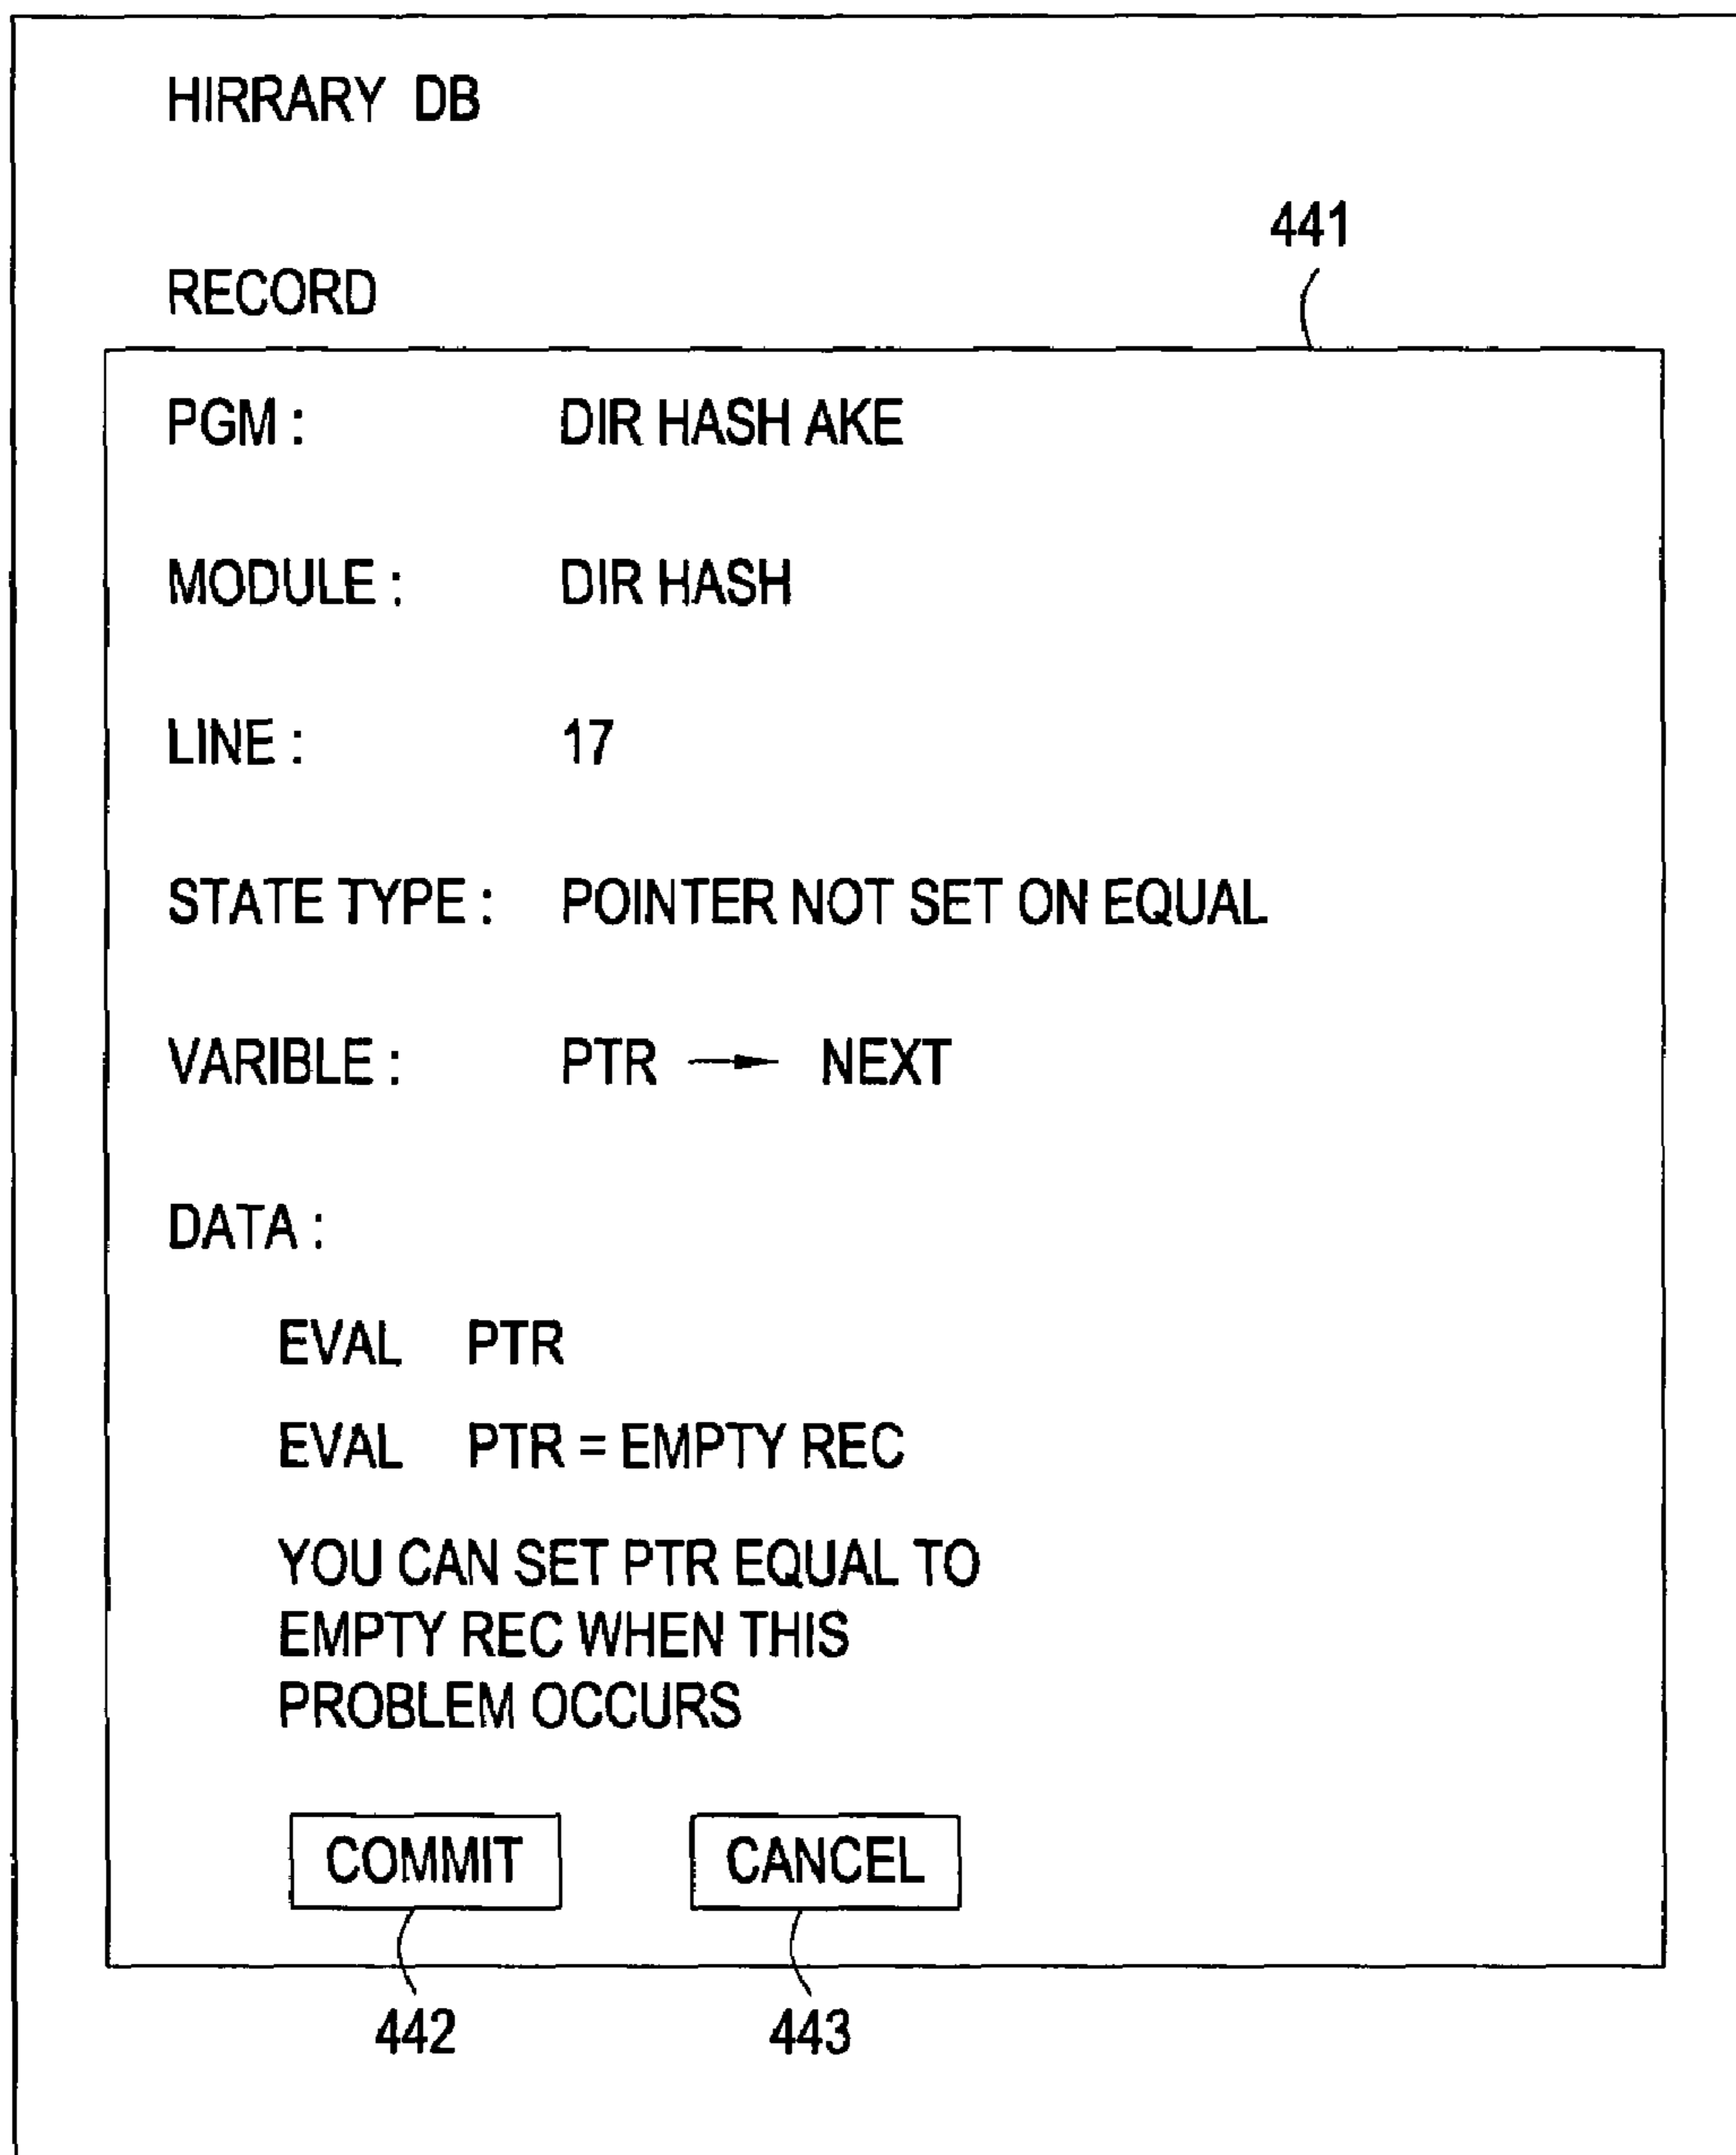 HIRRARY DB
441
RECORD
PGM : DIR HASH AKE
MODULE : DIR HASH
LINE : 17
STATE TYPE : POINTER NOT SET ON EQUAL
VARIBLE : PTR → NEXT
DATA :
EVAL PTR
EVAL PTR = EMPTY REC
YOU CAN SET PTR EQUAL TO
EMPTY REC WHEN THIS
PROBLEM OCCURS
COMMIT CANCEL
442 443